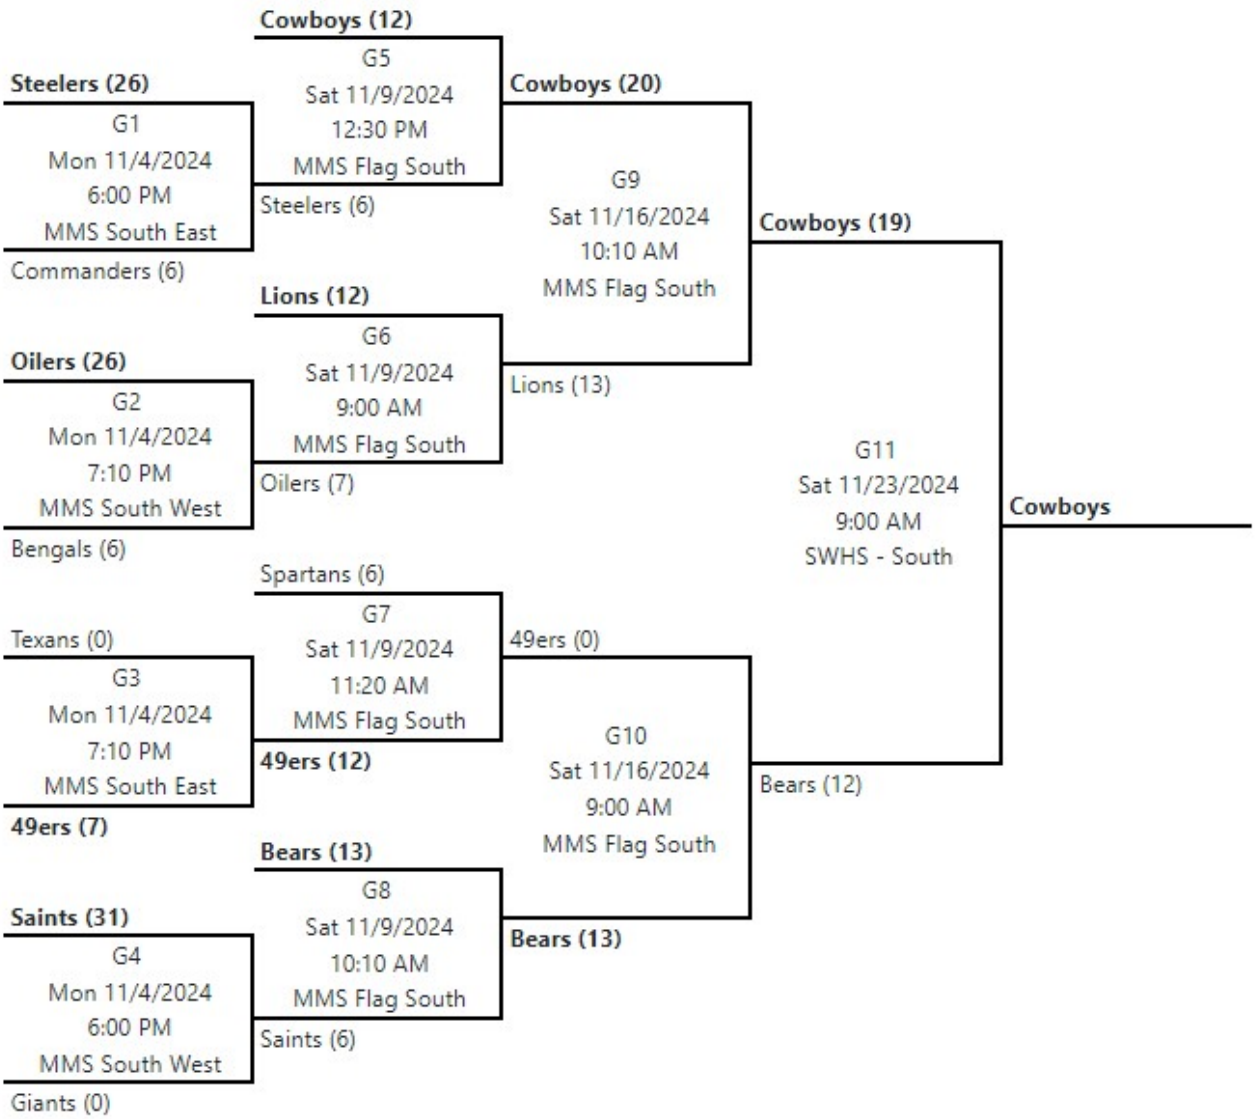 Steelers (26)
G1
Mon 11/4/2024
6:00 PM
MMS South East
Commanders (6)
Oilers (26)
G2
Mon 11/4/2024
7:10 PM
MMS South West
Bengals (6)
Texans (0)
G3
Mon 11/4/2024
7:10 PM
MMS South East
49ers (7)
Saints (31)
G4
Mon 11/4/2024
6:00 PM
MMS South West
Giants (0)
Cowboys (12)
G5
Sat 11/9/2024
12:30 PM
MMS Flag South
Steelers (6)
Lions (12)
G6
Sat 11/9/2024
9:00 AM
MMS Flag South
Oilers (7)
Spartans (6)
G7
Sat 11/9/2024
11:20 AM
MMS Flag South
49ers (12)
Bears (13)
G8
Sat 11/9/2024
10:10 AM
MMS Flag South
Saints (6)
Cowboys (20)
G9
Sat 11/16/2024
10:10 AM
MMS Flag South
Lions (13)
49ers (0)
G10
Sat 11/16/2024
9:00 AM
MMS Flag South
Bears (13)
Cowboys (19)
G11
Sat 11/23/2024
9:00 AM
SWHS - South
Bears (12)
Cowboys